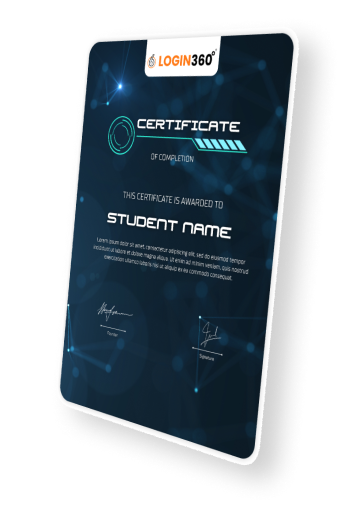 LOGIN360°
CERTIFICATE
OF COMPLETION
THIS CERTIFICATE IS AWARDED TO
STUDENT NAME
Lorem ipsum dolor sit amet, consectetur adipiscing elit, sed do eiusmod tempor
incididunt ut labore et dolore magna aliqua. Ut enim ad minim veniam, quis nostrud
exercitation ullamco laboris nisi ut aliquip ex ea commodo consequat.
Signature